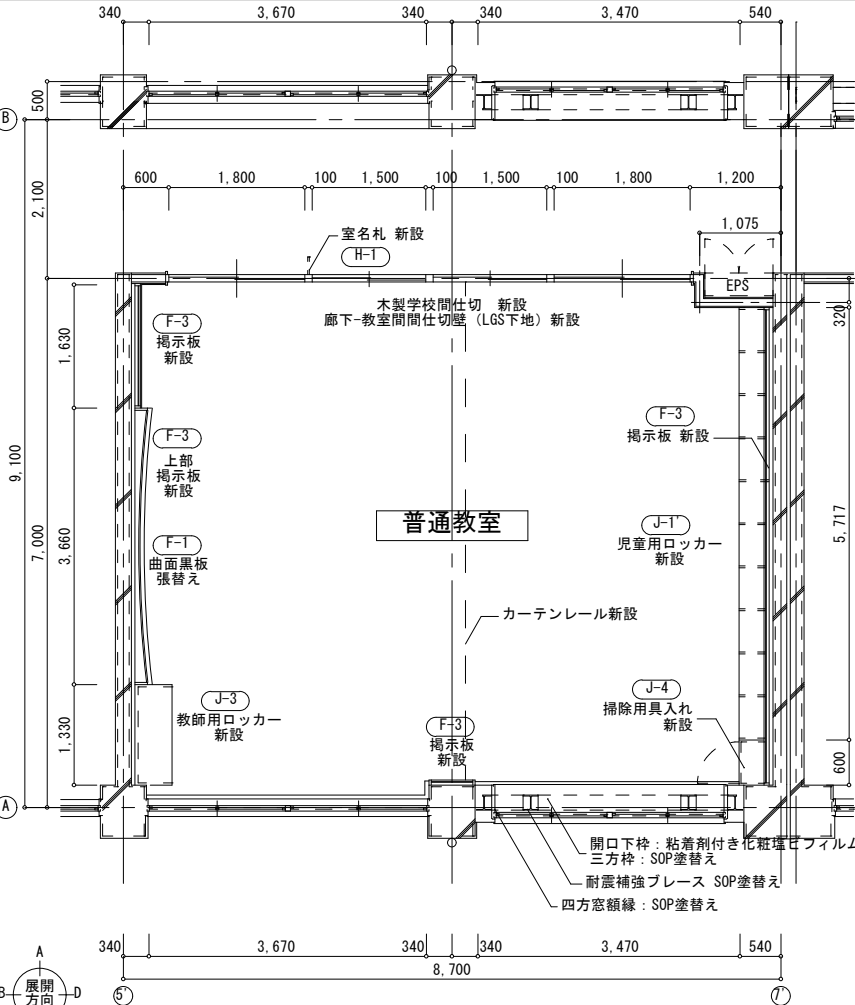 340 3,670 340 340 3,470 540
500
B
2,100
600 1,800 100 1,500 100 1,500 100 1,800 1,200
1,075
室名札 新設
H-1
EPS
木製学校間仕切 新設
廊下-教室間間仕切壁（LGS下地）新設
320
F-3
掲示板
新設
1,630
F-3
上部
掲示板
新設
F-3
掲示板 新設
9,100
7,000
3,660
普通教室
F-1
曲面黒板
張替え
J-1'
児童用ロッカー
新設
5,717
カーテンレール新設
J-3
教師用ロッカー
新設
J-4
掃除用具入れ
新設
F-3
掲示板
新設
1,330
600
A
開口下枠：粘着剤付き化粧塩ビフィルム
三方枠：SOP塗替え
耐震補強ブレース SOP塗替え
四方窓額縁：SOP塗替え
340 3,670 340 340 3,470 540
8,700
A
B 展開 D
方向
5' 7'